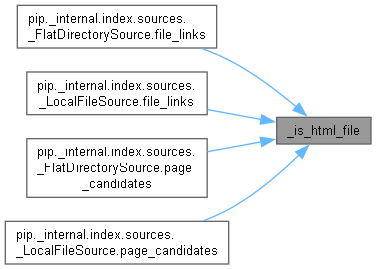 pip._internal.index.sources.
_FlatDirectorySource.file_links
pip._internal.index.sources.
_LocalFileSource.file_links
_is_html_file
pip._internal.index.sources.
_FlatDirectorySource.page
_candidates
pip._internal.index.sources.
_LocalFileSource.page_candidates